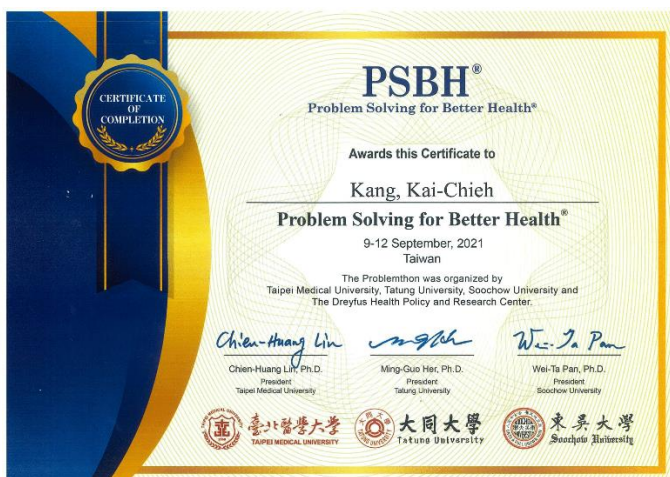 CERTIFICATE
OF
COMPLETION
PSBH®
Problem Solving for Better Health®
Awards this Certificate to
Kang, Kai-Chieh
Problem Solving for Better Health®
9-12 September, 2021
Taiwan
The Problemthon was organized by
Taipei Medical University, Tatung University, Soochow University and
The Dreyfus Health Policy and Research Center.
Chien-Huang Lin
Wei-Ta Pan
Chien-Huang Lin, Ph.D.
Ming-Guo Her, Ph.D.
Wei-Ta Pan, Ph.D.
President
President
President
Taipei Medical University
Tatung University
Soochow University
臺北醫學大學
TAIPEI MEDICAL UNIVERSITY
大同大學
Tatung University
東吳大學
Soochow University